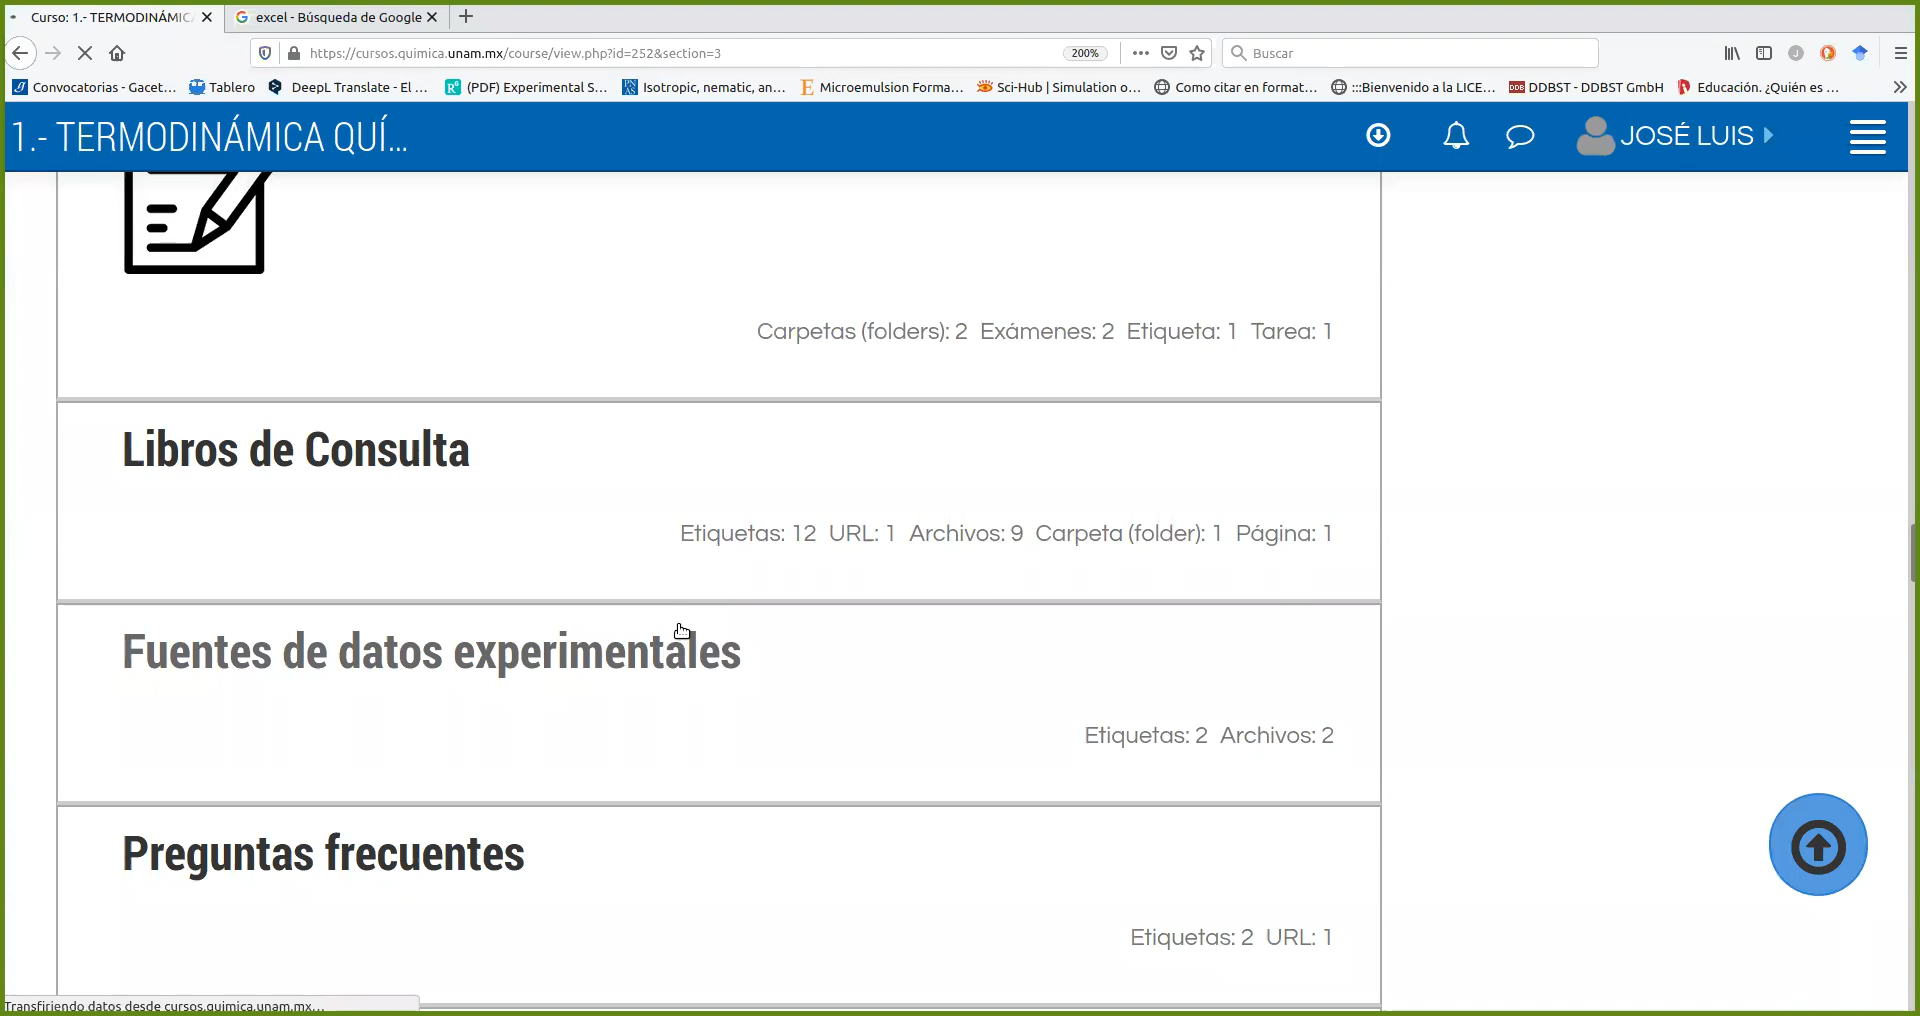 Curso: 1.- TERMODINÁMIC
excel - Búsqueda de Google
https://cursos.quimica.unam.mx/course/view.php?id=252&section=3
200%
Buscar
Convocatorias - Gacet…
Tablero
DeepL Translate - El …
(PDF) Experimental S…
Isotropic, nematic, an…
Microemulsion Forma…
Sci-Hub | Simulation o…
Como citar en format…
:::Bienvenido a la LICE…
DDBST - DDBST GmbH
Educación. ¿Quién es …
1.- TERMODINÁMICA QUÍ...
JOSÉ LUIS
Carpetas (folders): 2 Exámenes: 2 Etiqueta: 1 Tarea: 1
Libros de Consulta
Etiquetas: 12 URL: 1 Archivos: 9 Carpeta (folder): 1 Página: 1
Fuentes de datos experimentales
Etiquetas: 2 Archivos: 2
Preguntas frecuentes
Etiquetas: 2 URL: 1
Transfiriendo datos desde cursos.quimica.unam.mx…